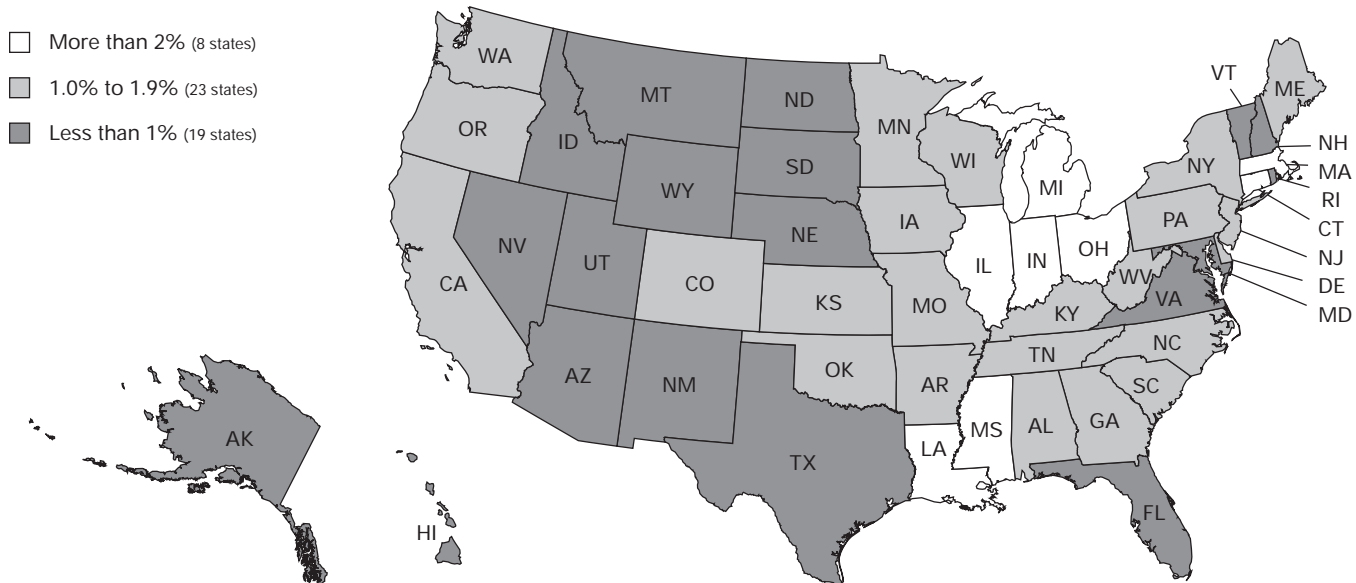 More than 2% (8 states)
1.0% to 1.9% (23 states)
Less than 1% (19 states)
WA
OR
CA
NV
ID
MT
WY
UT
CO
AZ
NM
ND
SD
NE
KS
OK
TX
MN
IA
MO
AR
LA
WI
IL
MI
IN
OH
KY
TN
MS
AL
GA
FL
SC
NC
VA
WV
PA
NY
VT
ME
NH
MA
RI
CT
NJ
DE
MD
AK
HI